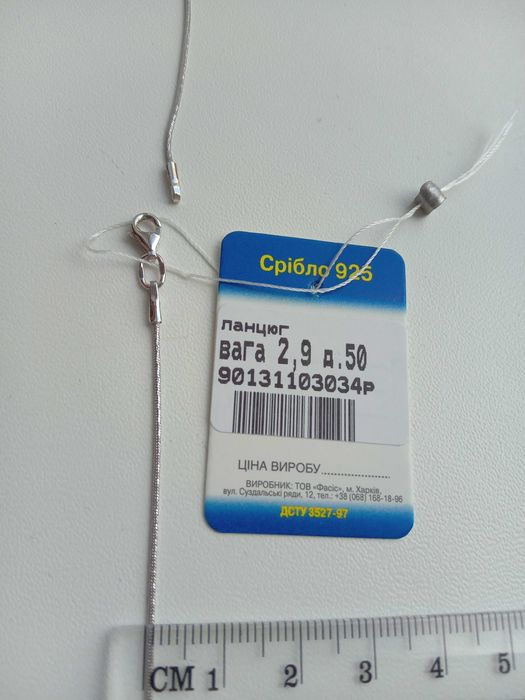 Срібло 925
ланцюг
вага 2,9 д.50
90131103034р
ЦІНА ВИРОБУ
ВИРОБНИК: ТОВ «Фасіс», м. Харків,
вул. Суздальські ряди, 12, тел.: +38 (068) 168-18-96
ДСТУ 3527-97
CM 1 2 3 4 5